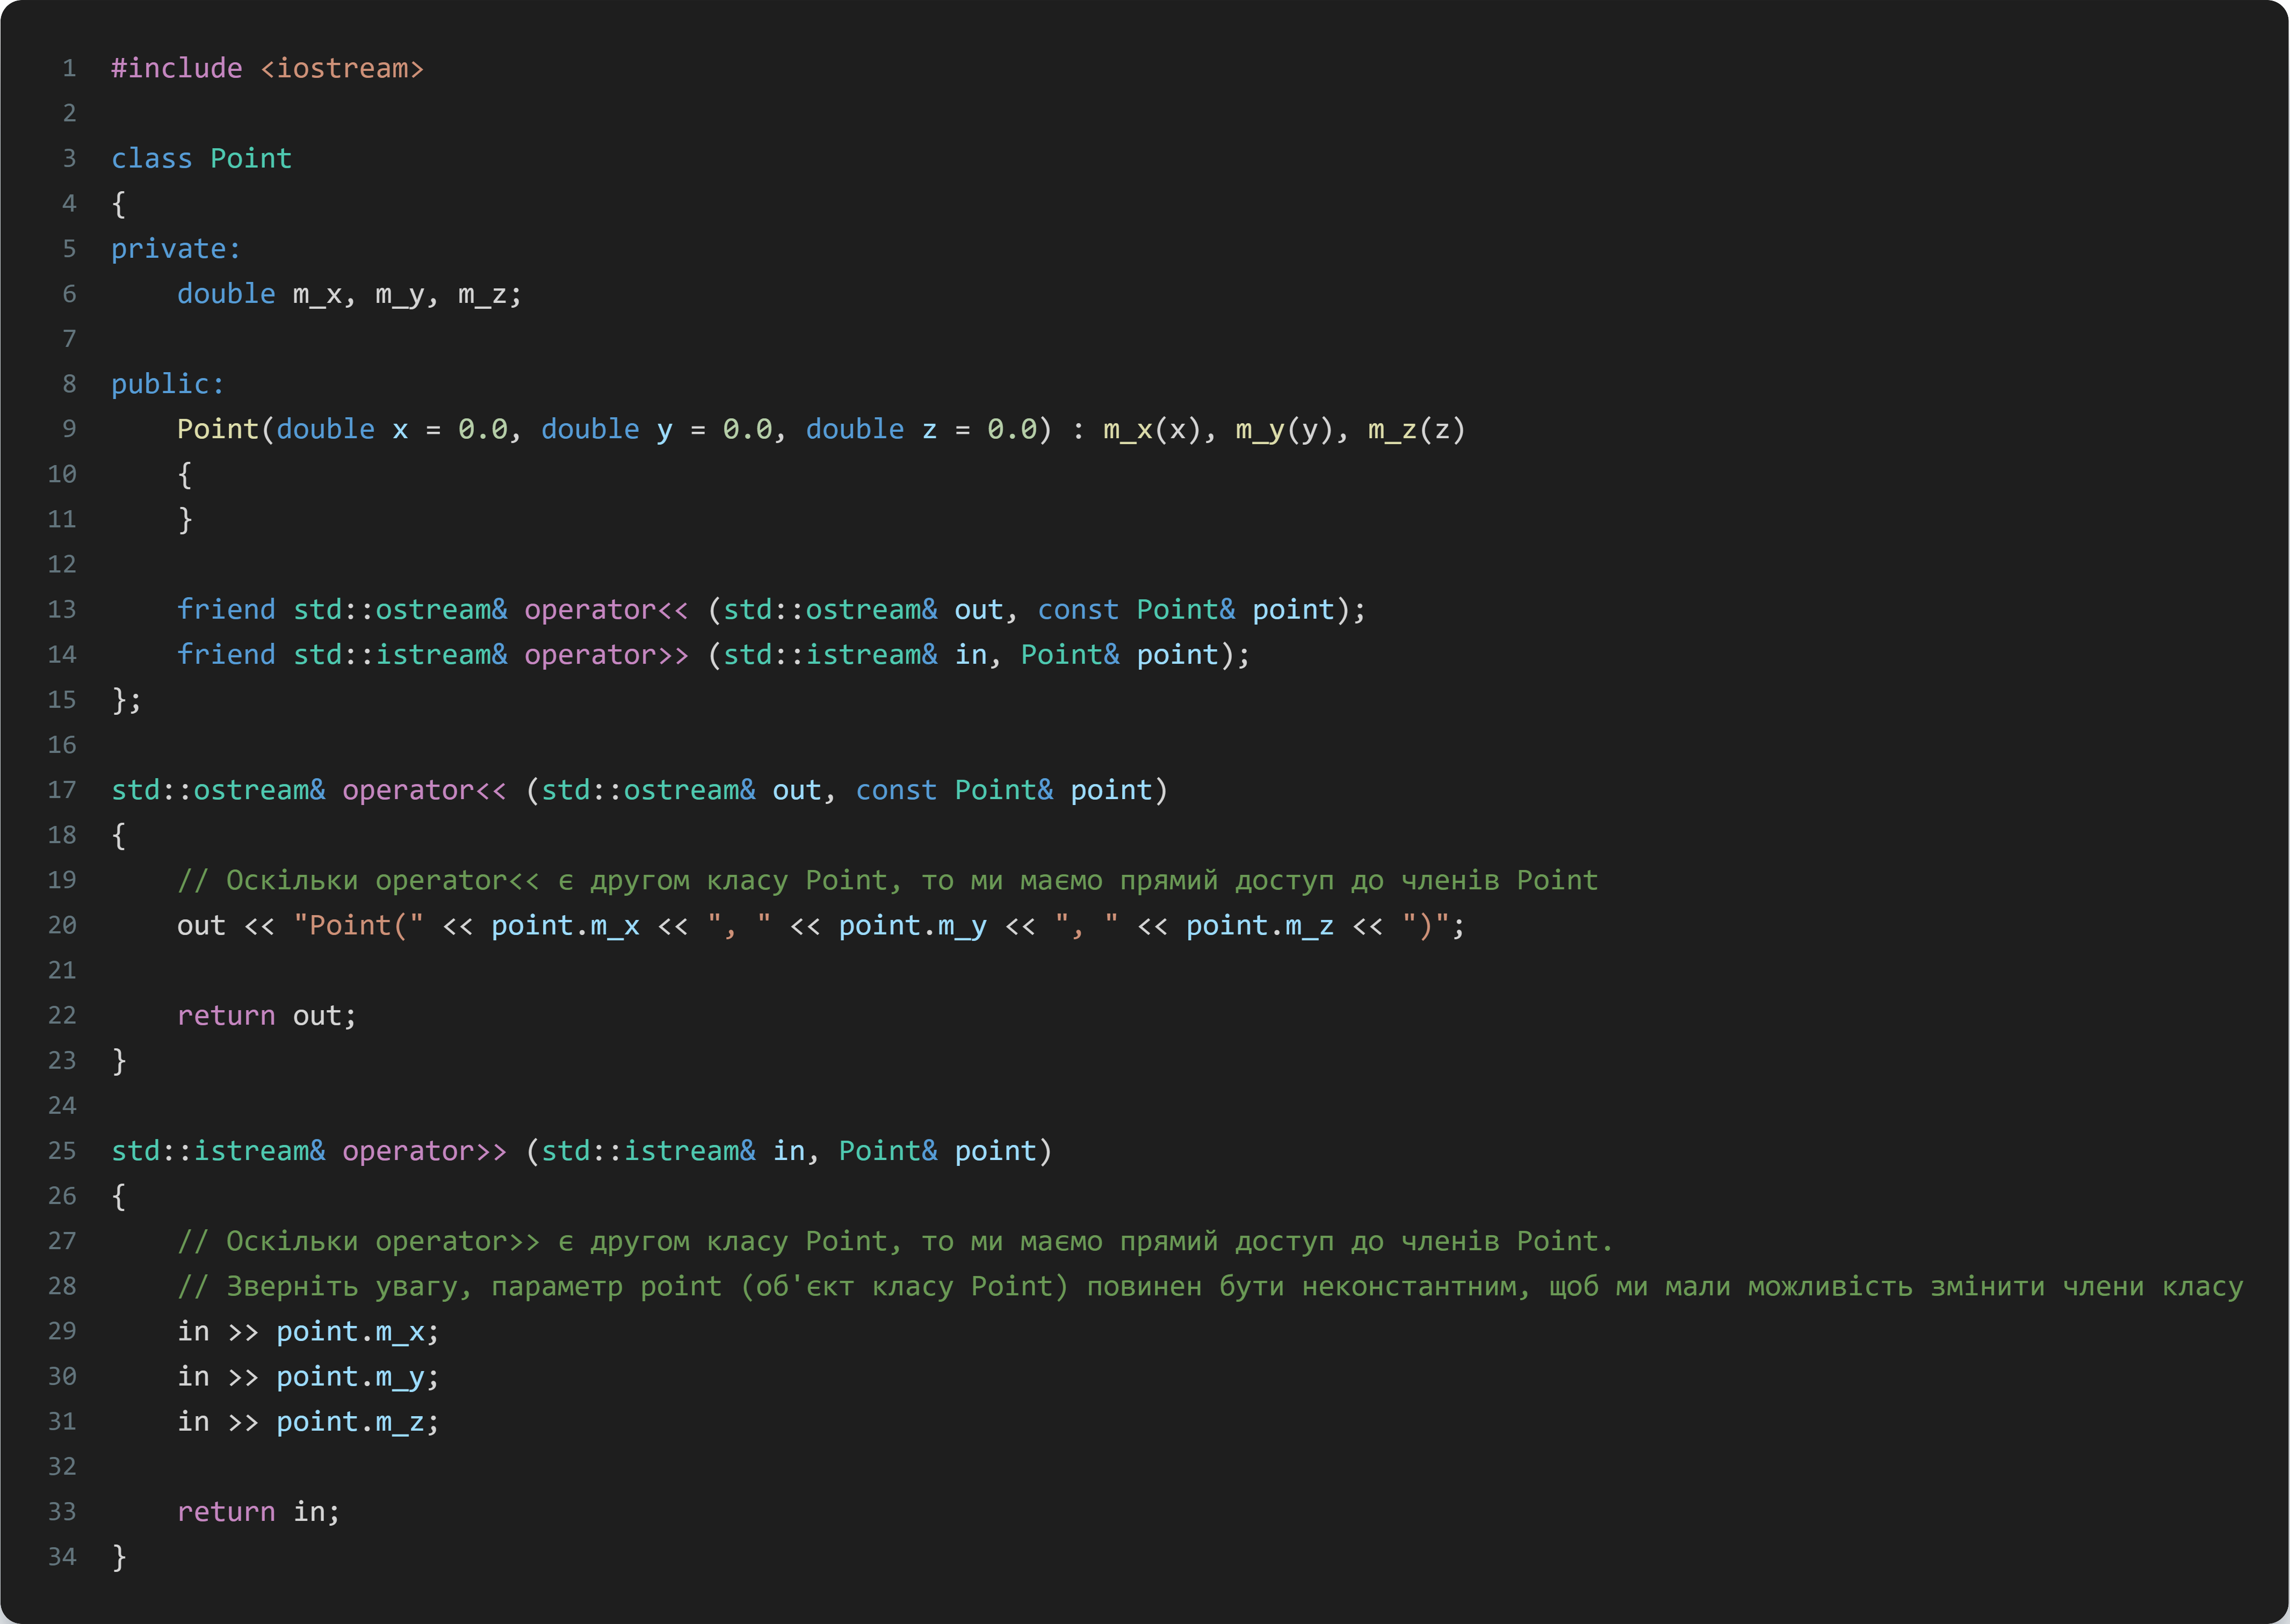 1 #include <iostream>
2
3 class Point
4 {
5 private:
6     double m_x, m_y, m_z;
7
8 public:
9     Point(double x = 0.0, double y = 0.0, double z = 0.0) : m_x(x), m_y(y), m_z(z)
10     {
11     }
12
13     friend std::ostream& operator<< (std::ostream& out, const Point& point);
14     friend std::istream& operator>> (std::istream& in, Point& point);
15 };
16
17 std::ostream& operator<< (std::ostream& out, const Point& point)
18 {
19     // Оскільки operator<< є другом класу Point, то ми маємо прямий доступ до членів Point
20     out << "Point(" << point.m_x << ", " << point.m_y << ", " << point.m_z << ")";
21
22     return out;
23 }
24
25 std::istream& operator>> (std::istream& in, Point& point)
26 {
27     // Оскільки operator>> є другом класу Point, то ми маємо прямий доступ до членів Point.
28     // Зверніть увагу, параметр point (об'єкт класу Point) повинен бути неконстантним, щоб ми мали можливість змінити члени класу
29     in >> point.m_x;
30     in >> point.m_y;
31     in >> point.m_z;
32
33     return in;
34 }